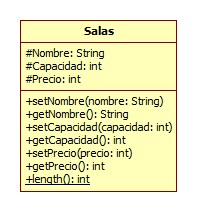 Salas
#Nombre: String
#Capacidad: int
#Precio: int
+setNombre(nombre: String)
+getNombre(): String
+setCapacidad(capacidad: int)
+getCapacidad(): int
+setPrecio(precio: int)
+getPrecio(): int
+length(): int